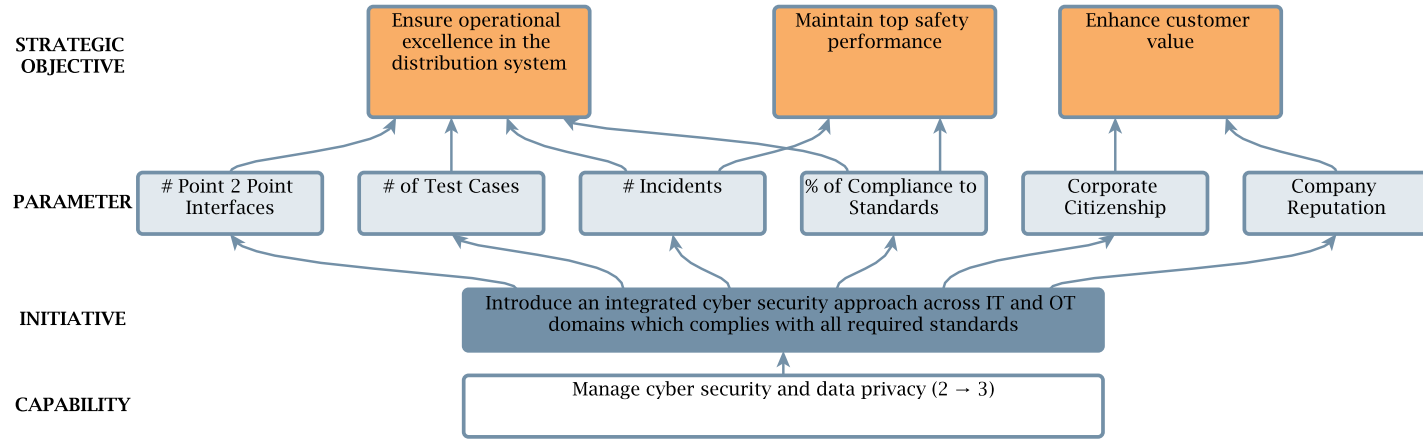 STRATEGIC
OBJECTIVE
Ensure operational
excellence in the
distribution system
Maintain top safety
performance
Enhance customer
value
PARAMETER
# Point 2 Point
Interfaces
# of Test Cases
# Incidents
% of Compliance to
Standards
Corporate
Citizenship
Company
Reputation
INITIATIVE
Introduce an integrated cyber security approach across IT and OT
domains which complies with all required standards
CAPABILITY
Manage cyber security and data privacy (2 → 3)